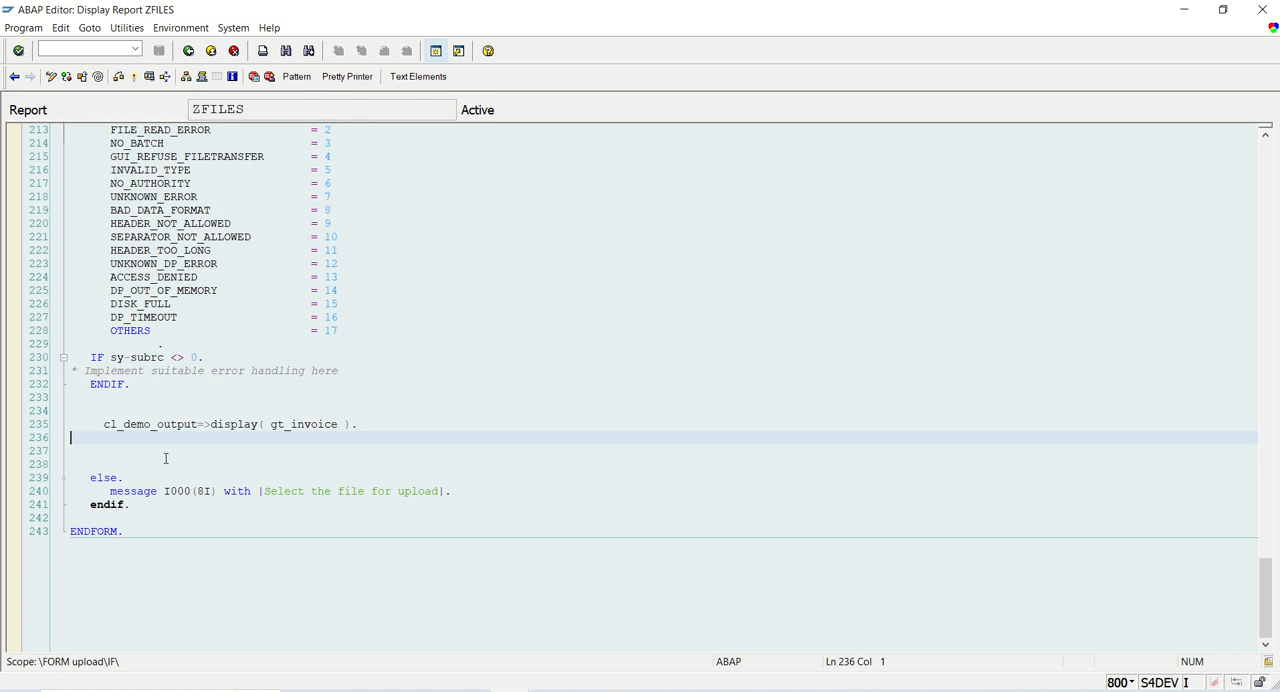 ABAP Editor: Display Report ZFILES
Program Edit Goto Utilities Environment System Help
Pattern Pretty Printer Text Elements
Report ZFILES Active
213 FILE_READ_ERROR = 2
214 NO_BATCH = 3
215 GUI_REFUSE_FILETRANSFER = 4
216 INVALID_TYPE = 5
217 NO_AUTHORITY = 6
218 UNKNOWN_ERROR = 7
219 BAD_DATA_FORMAT = 8
220 HEADER_NOT_ALLOWED = 9
221 SEPARATOR_NOT_ALLOWED = 10
222 HEADER_TOO_LONG = 11
223 UNKNOWN_DP_ERROR = 12
224 ACCESS_DENIED = 13
225 DP_OUT_OF_MEMORY = 14
226 DISK_FULL = 15
227 DP_TIMEOUT = 16
228 OTHERS = 17
229 .
230 IF sy-subrc <> 0.
231 * Implement suitable error handling here
232 ENDIF.
233
234
235 cl_demo_output=>display( gt_invoice ).
236
237
238
239 else.
240 message I000(8I) with |Select the file for upload|.
241 endif.
242
243 ENDFORM.
Scope: \FORM upload\IF\ ABAP Ln 236 Col 1 NUM
800 S4DEV I